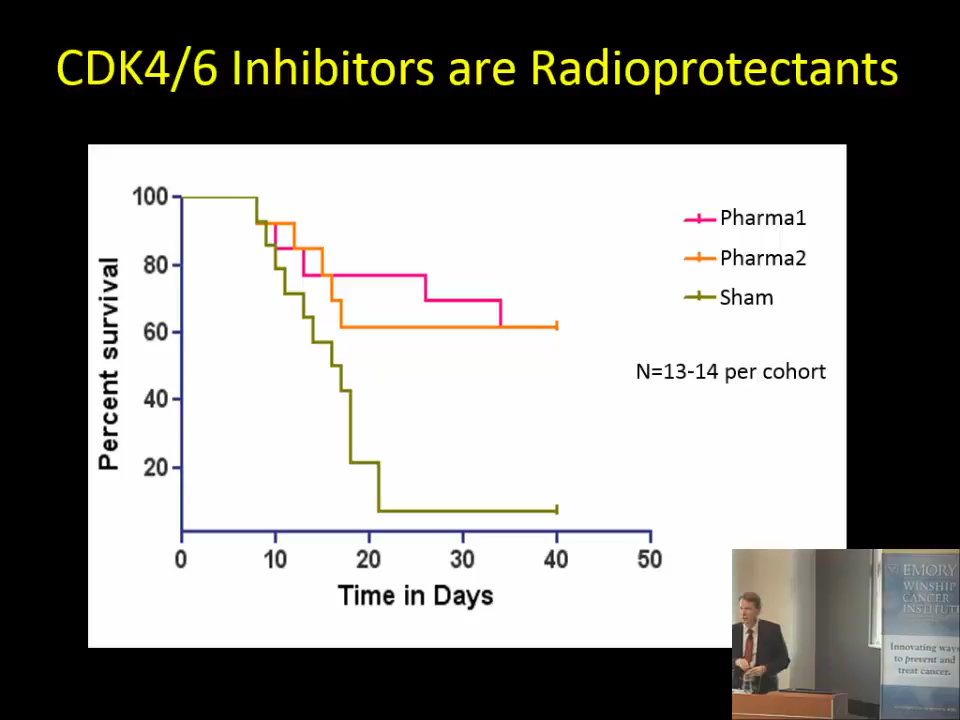 CDK4/6 Inhibitors are Radioprotectants
100
80
60
40
20
Percent survival
0
10
20
30
40
50
Time in Days
Pharma1
Pharma2
Sham
N=13-14 per cohort
EMORY
WINSHIP
CANCER
INSTITUTE
Innovating ways
to prevent and
treat cancer.